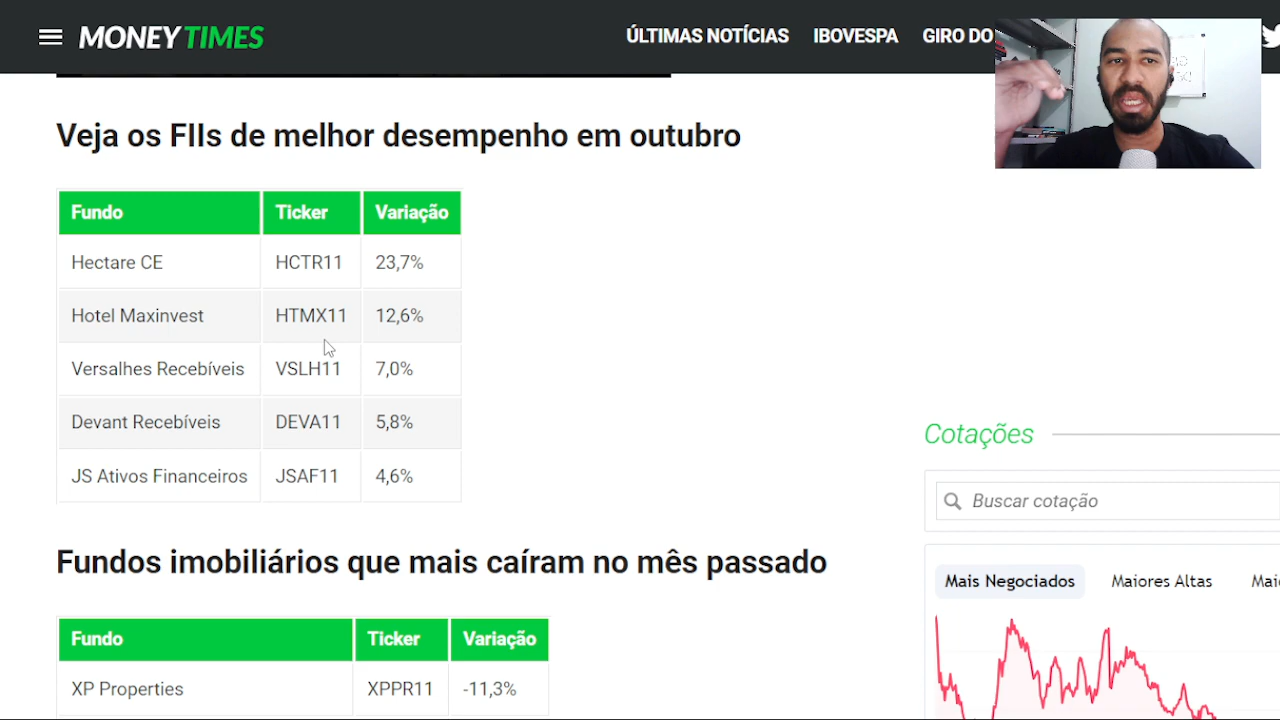 MONEY TIMES
ÚLTIMAS NOTÍCIAS IBOVESPA GIRO DO
Veja os FIIs de melhor desempenho em outubro
Fundo Ticker Variação
Hectare CE HCTR11 23,7%
Hotel Maxinvest HTMX11 12,6%
Versalhes Recebíveis VSLH11 7,0%
Devant Recebíveis DEVA11 5,8%
JS Ativos Financeiros JSAF11 4,6%
Cotações
Buscar cotação
Fundos imobiliários que mais caíram no mês passado
Mais Negociados Maiores Altas
Fundo Ticker Variação
XP Properties XPPR11 -11,3%